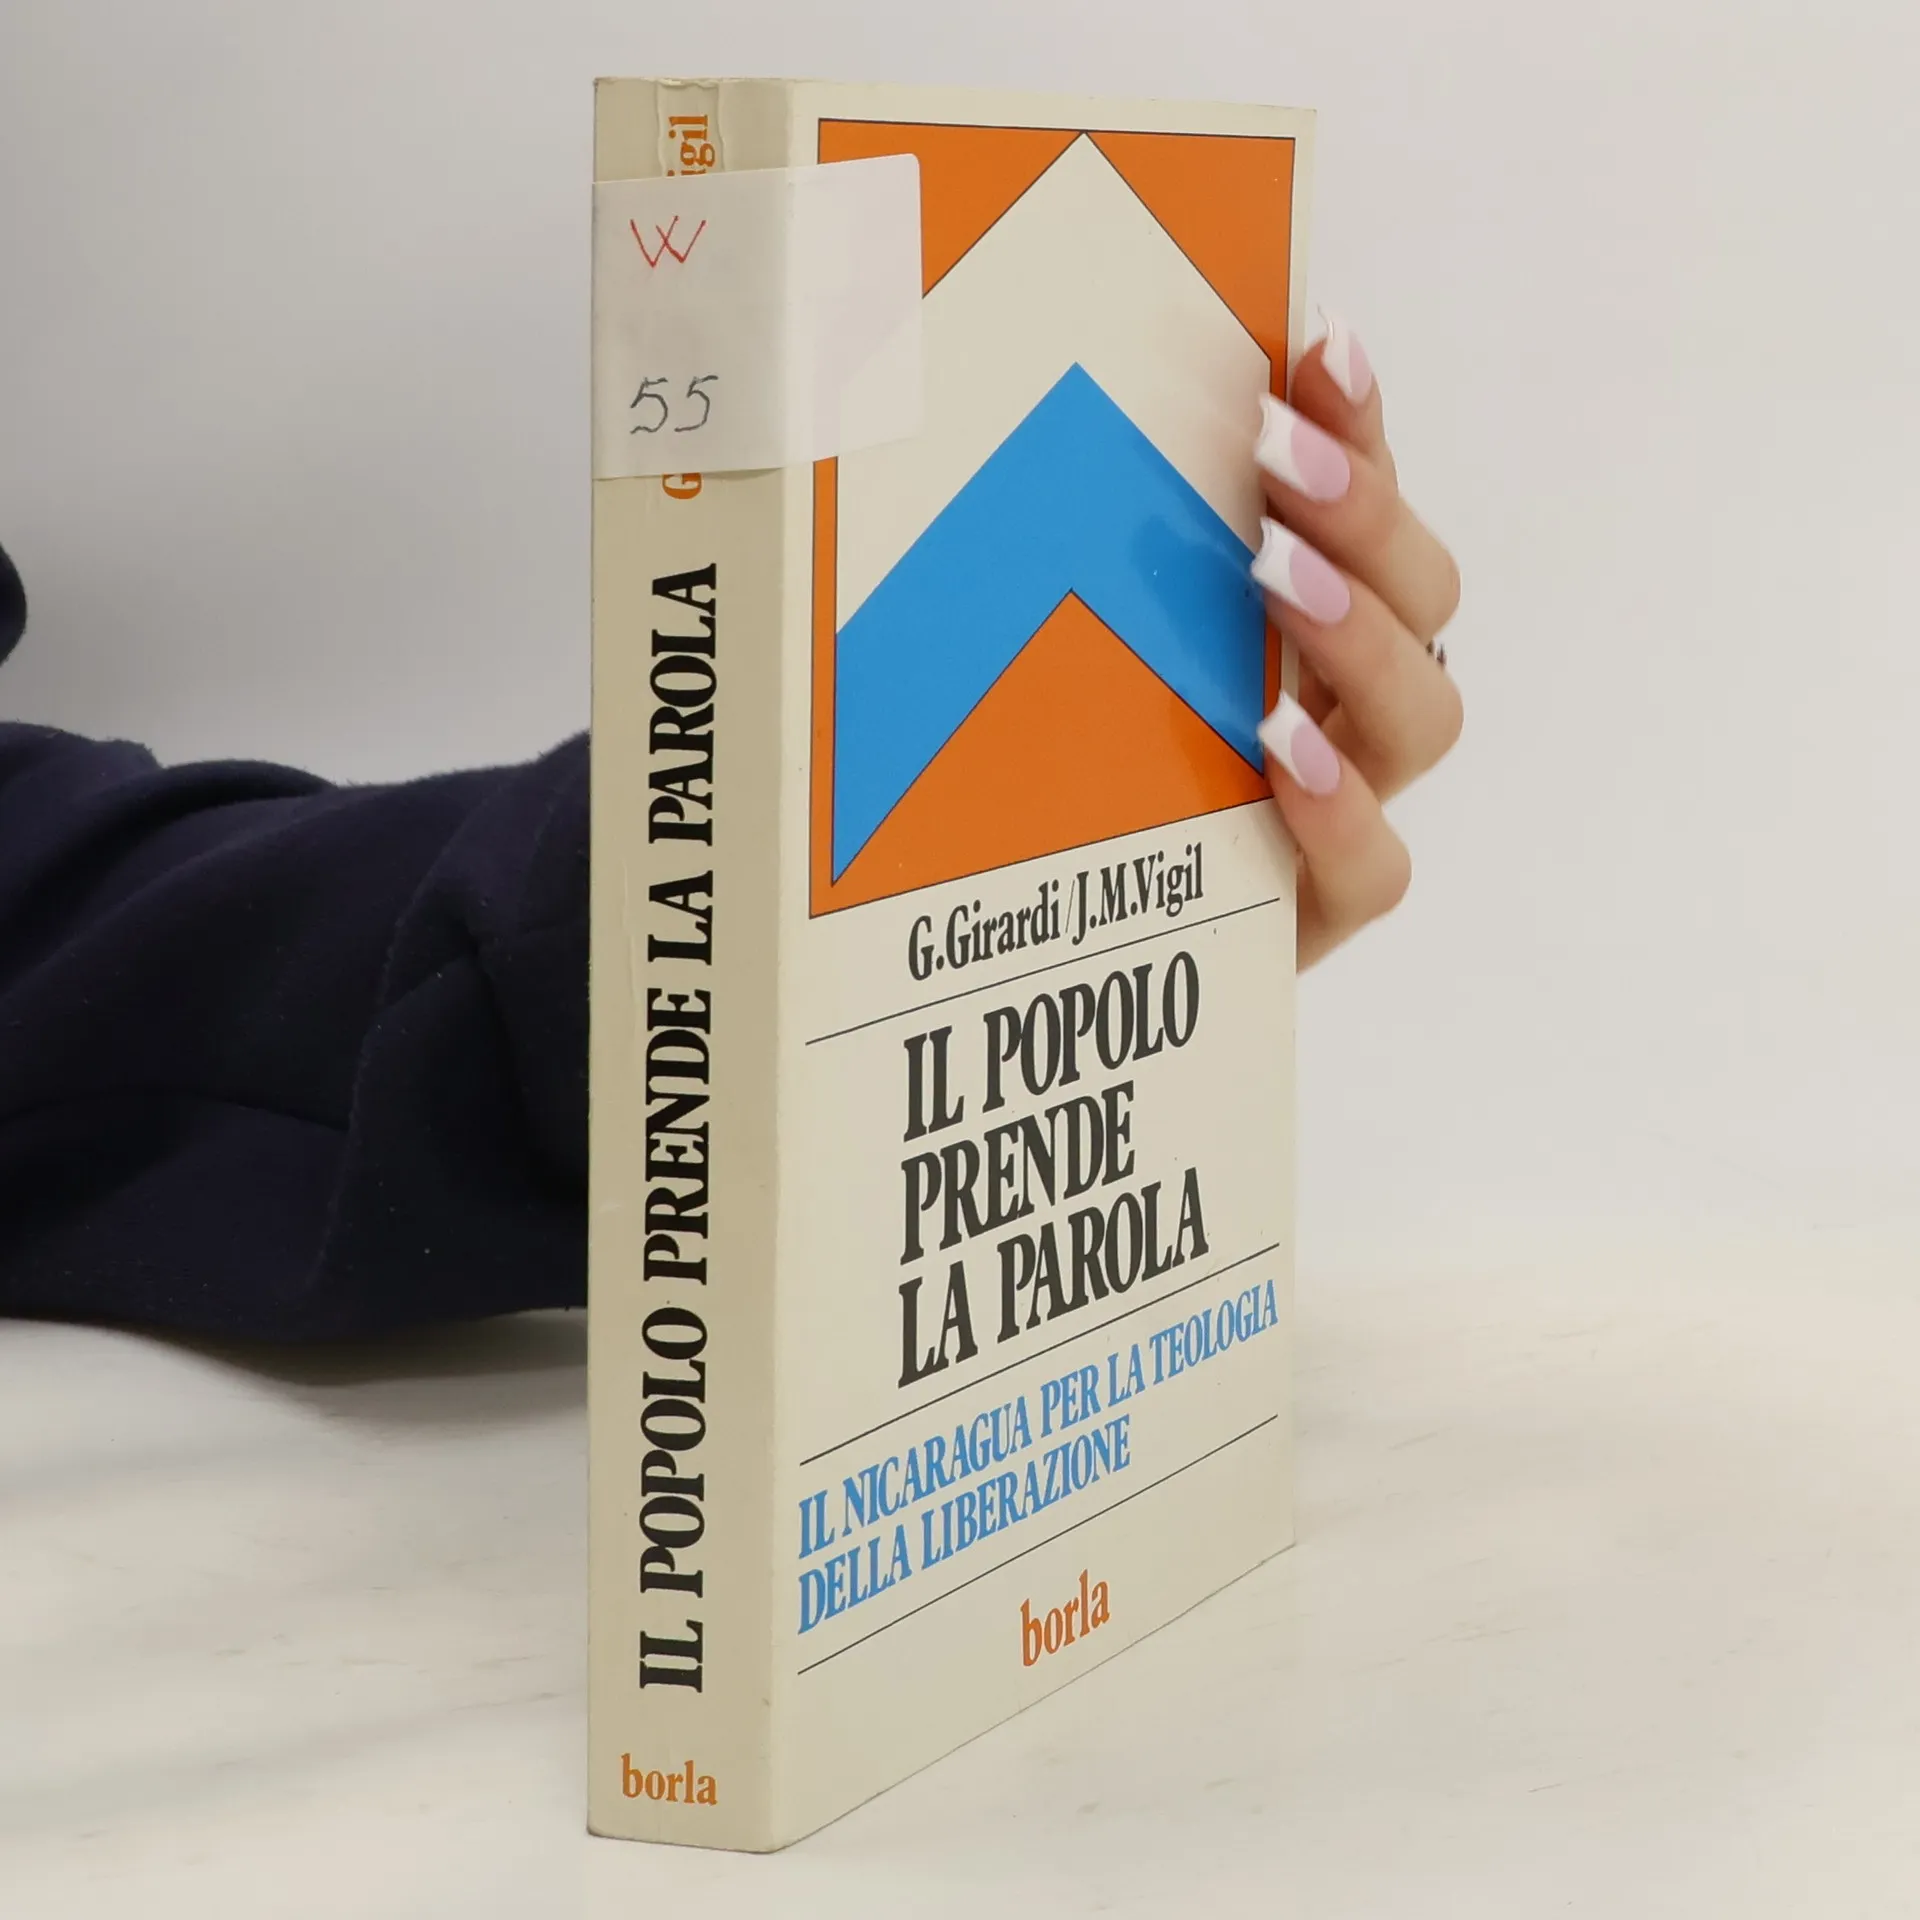 igil
W
55
G
IL POPOLO PRENDE LA PAROLA
borla
G.Girardi/J.M.Vigil
IL POPOLO
PRENDE
LA PAROLA
IL NICARAGUA PER LA TEOLOGIA
DELLA LIBERAZIONE
borla